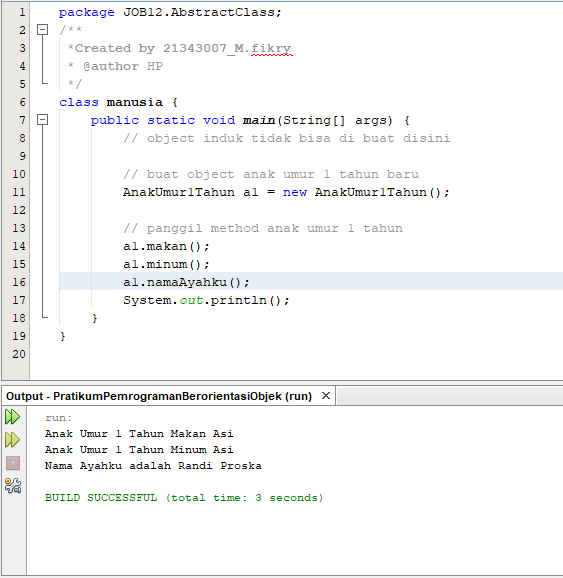 1 package JOB12.AbstractClass;
2 /**
3 *Created by 21343007_M.fikry
4 * @author HP
5 */
6 class manusia {
7 public static void main(String[] args) {
8 // object induk tidak bisa di buat disini
9
10 // buat object anak umur 1 tahun baru
11 AnakUmur1Tahun a1 = new AnakUmur1Tahun();
12
13 // panggil method anak umur 1 tahun
14 a1.makan();
15 a1.minum();
16 a1.namaAyahku();
17 System.out.println();
18 }
19 }
20
Output - PratikumPemrogramanBerorientasiObjek (run) ×
run:
Anak Umur 1 Tahun Makan Asi
Anak Umur 1 Tahun Minum Asi
Nama Ayahku adalah Randi Proska
BUILD SUCCESSFUL (total time: 3 seconds)